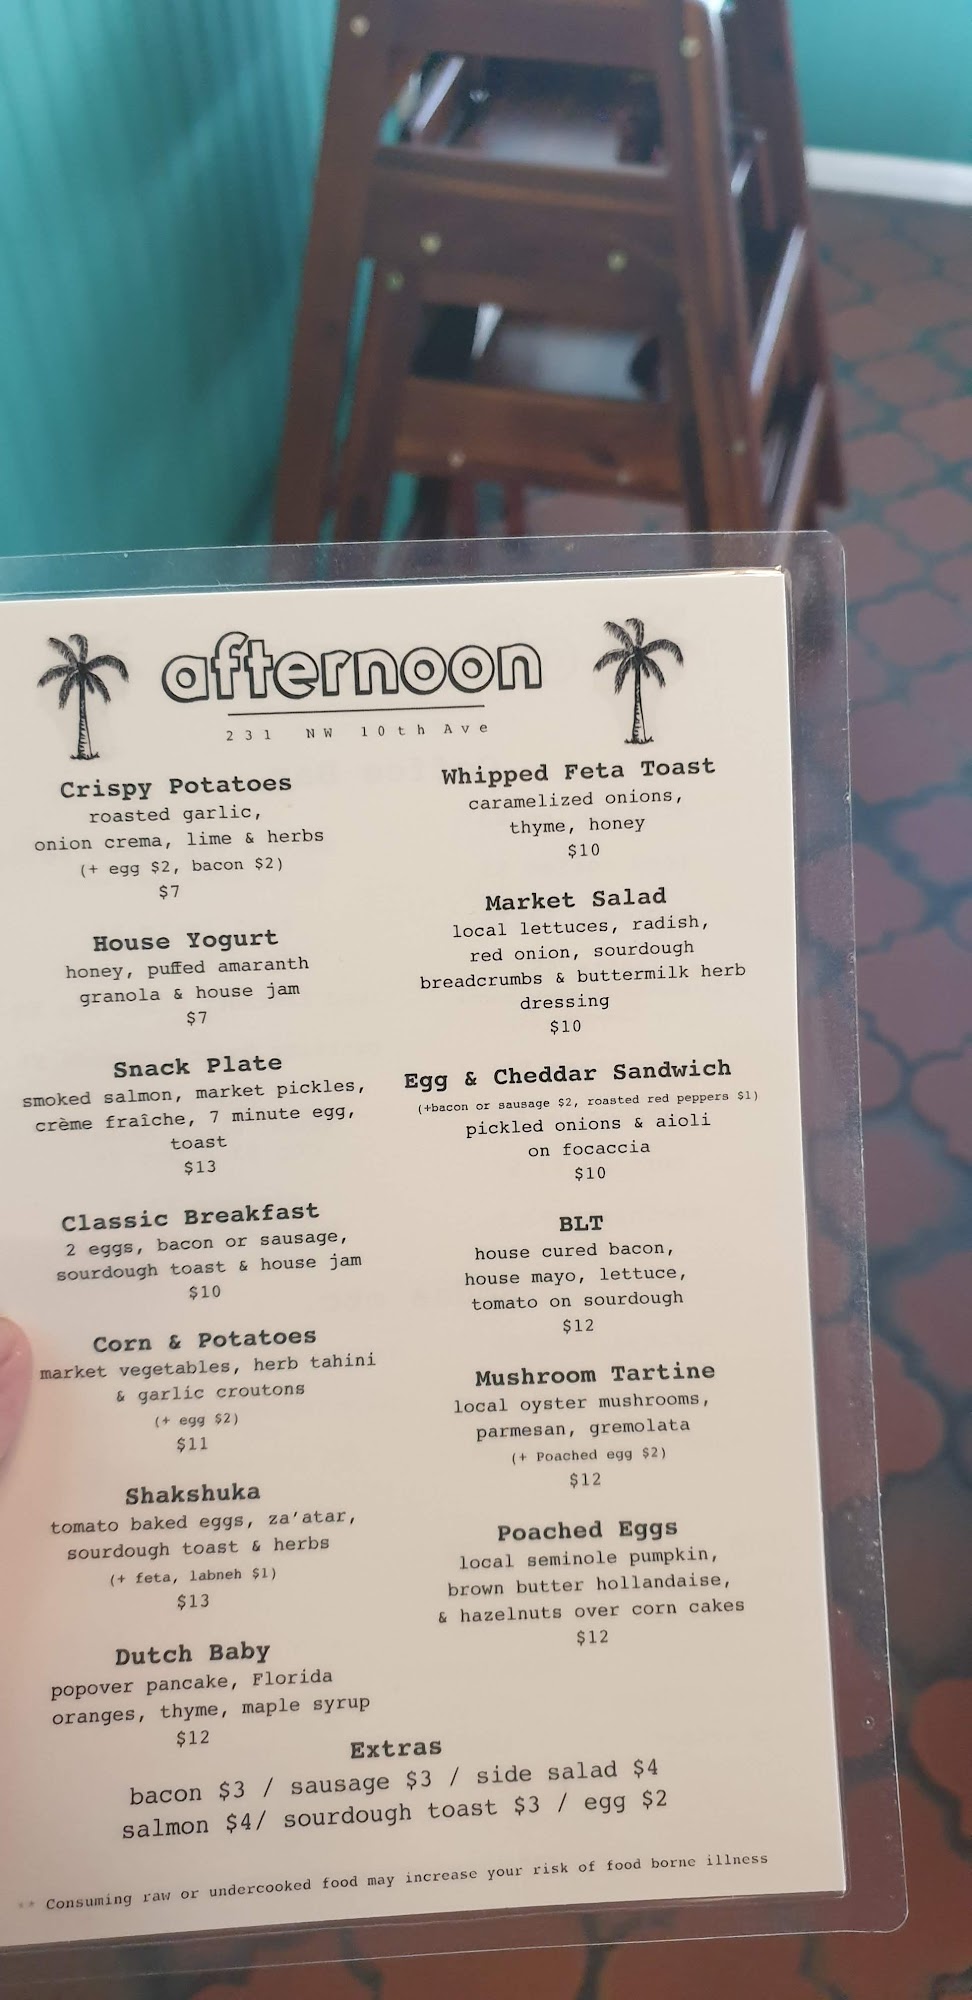 afternoon
231 NW 10th Ave
Crispy Potatoes
roasted garlic,
onion crema, lime & herbs
(+ egg $2, bacon $2)
$7
House Yogurt
honey, puffed amaranth
granola & house jam
$7
Snack Plate
smoked salmon, market pickles,
crème fraîche, 7 minute egg,
toast
$13
Classic Breakfast
2 eggs, bacon or sausage,
sourdough toast & house jam
$10
Corn & Potatoes
market vegetables, herb tahini
& garlic croutons
(+ egg $2)
$11
Shakshuka
tomato baked eggs, za'atar,
sourdough toast & herbs
(+ feta, labneh $1)
$13
Dutch Baby
popover pancake, Florida
oranges, thyme, maple syrup
$12
Whipped Feta Toast
caramelized onions,
thyme, honey
$10
Market Salad
local lettuces, radish,
red onion, sourdough
breadcrumbs & buttermilk herb
dressing
$10
Egg & Cheddar Sandwich
(+bacon or sausage $2, roasted red peppers $1)
pickled onions & aioli
on focaccia
$10
BLT
house cured bacon,
house mayo, lettuce,
tomato on sourdough
$12
Mushroom Tartine
local oyster mushrooms,
parmesan, gremolata
(+ Poached egg $2)
$12
Poached Eggs
local seminole pumpkin,
brown butter hollandaise,
& hazelnuts over corn cakes
$12
Extras
bacon $3 / sausage $3 / side salad $4
salmon $4/ sourdough toast $3 / egg $2
** Consuming raw or undercooked food may increase your risk of food borne illness